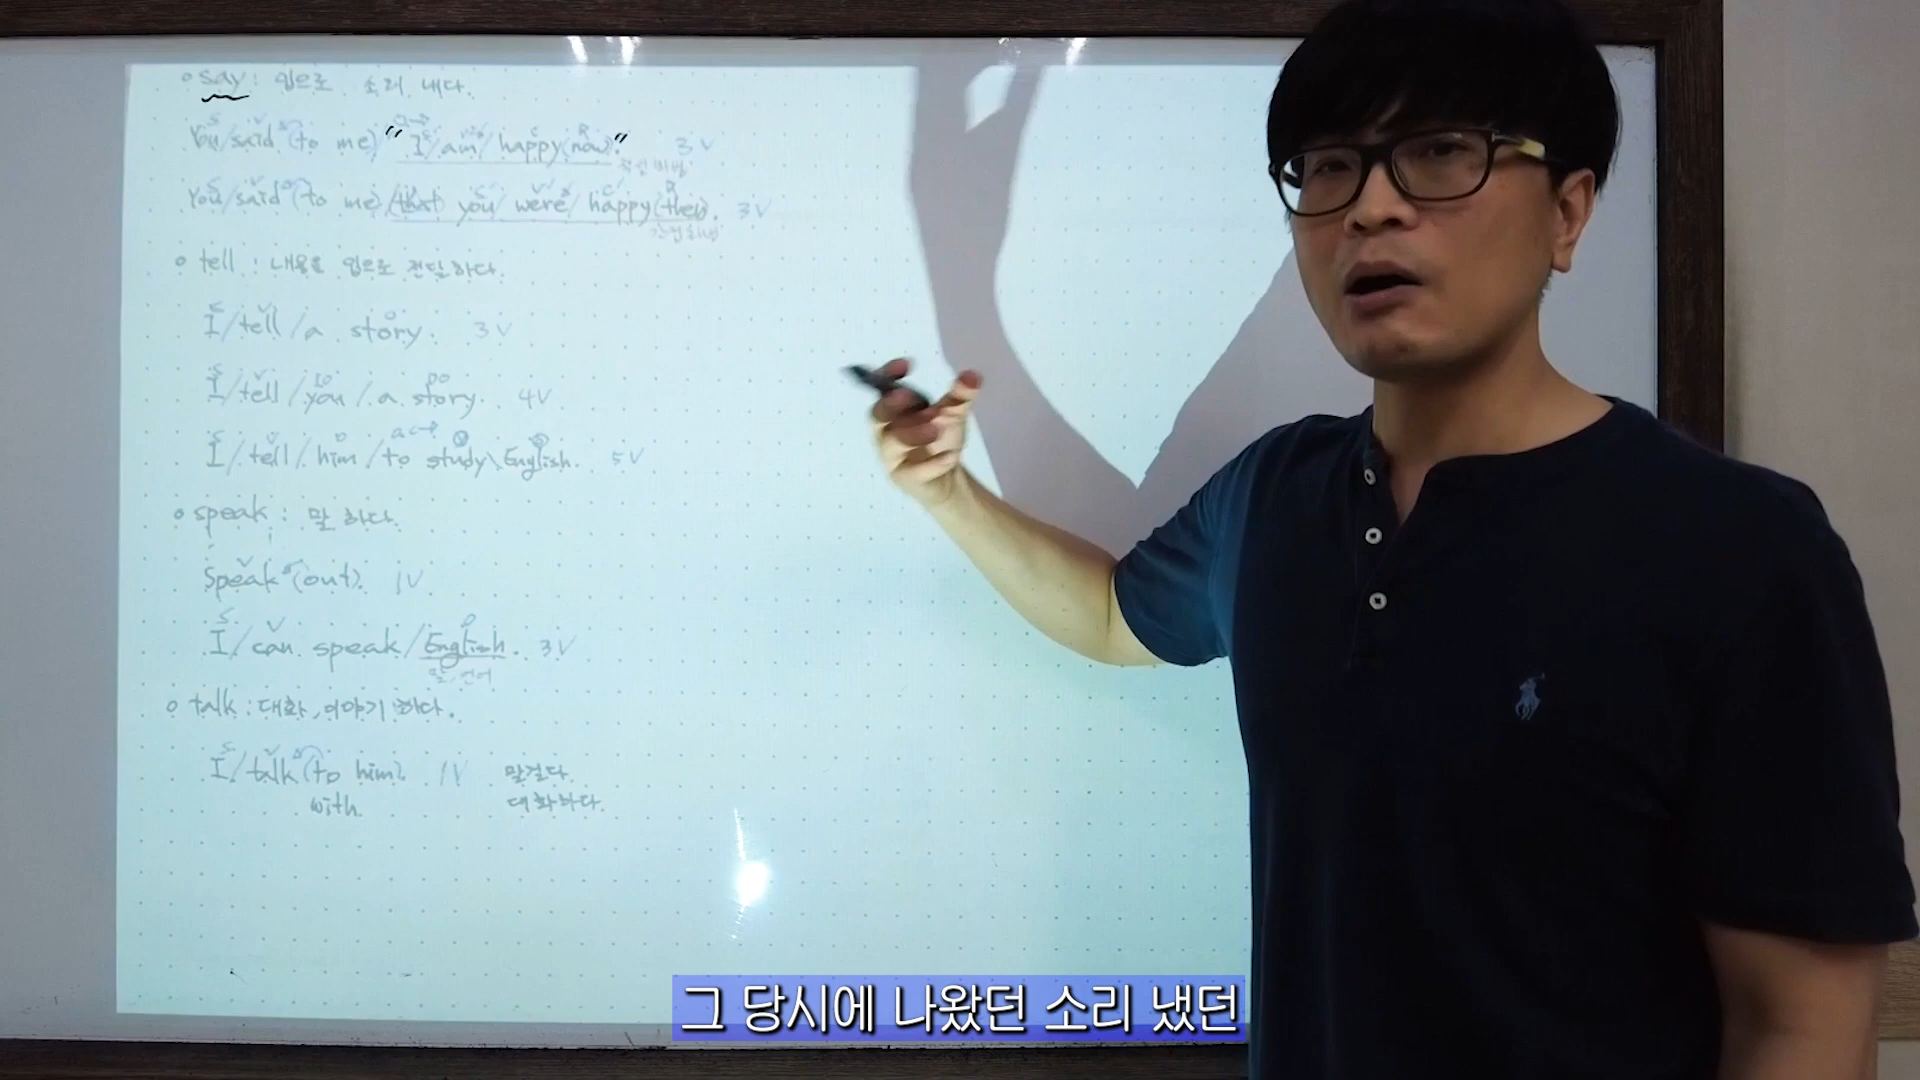 ∘ say : 입으로 소리 내다.
You/said (to me) "I/am/happy(now)." 3V
직접화법
You/said (to me) (that) you/were/happy(then). 3V
간접화법
∘ tell : 내용을 입으로 전달하다.
I/tell/a story. 3V
I/tell/you/a story. 4V
I/tell/him/to study\English. 5V
∘ speak : 말 하다.
Speak (out). 1V
I/can speak/English. 3V
말, 언어
∘ talk : 대화, 이야기 하다.
I/talk (to him). 1V 말걸다.
with. 대화하다.
그 당시에 나왔던 소리 냈던